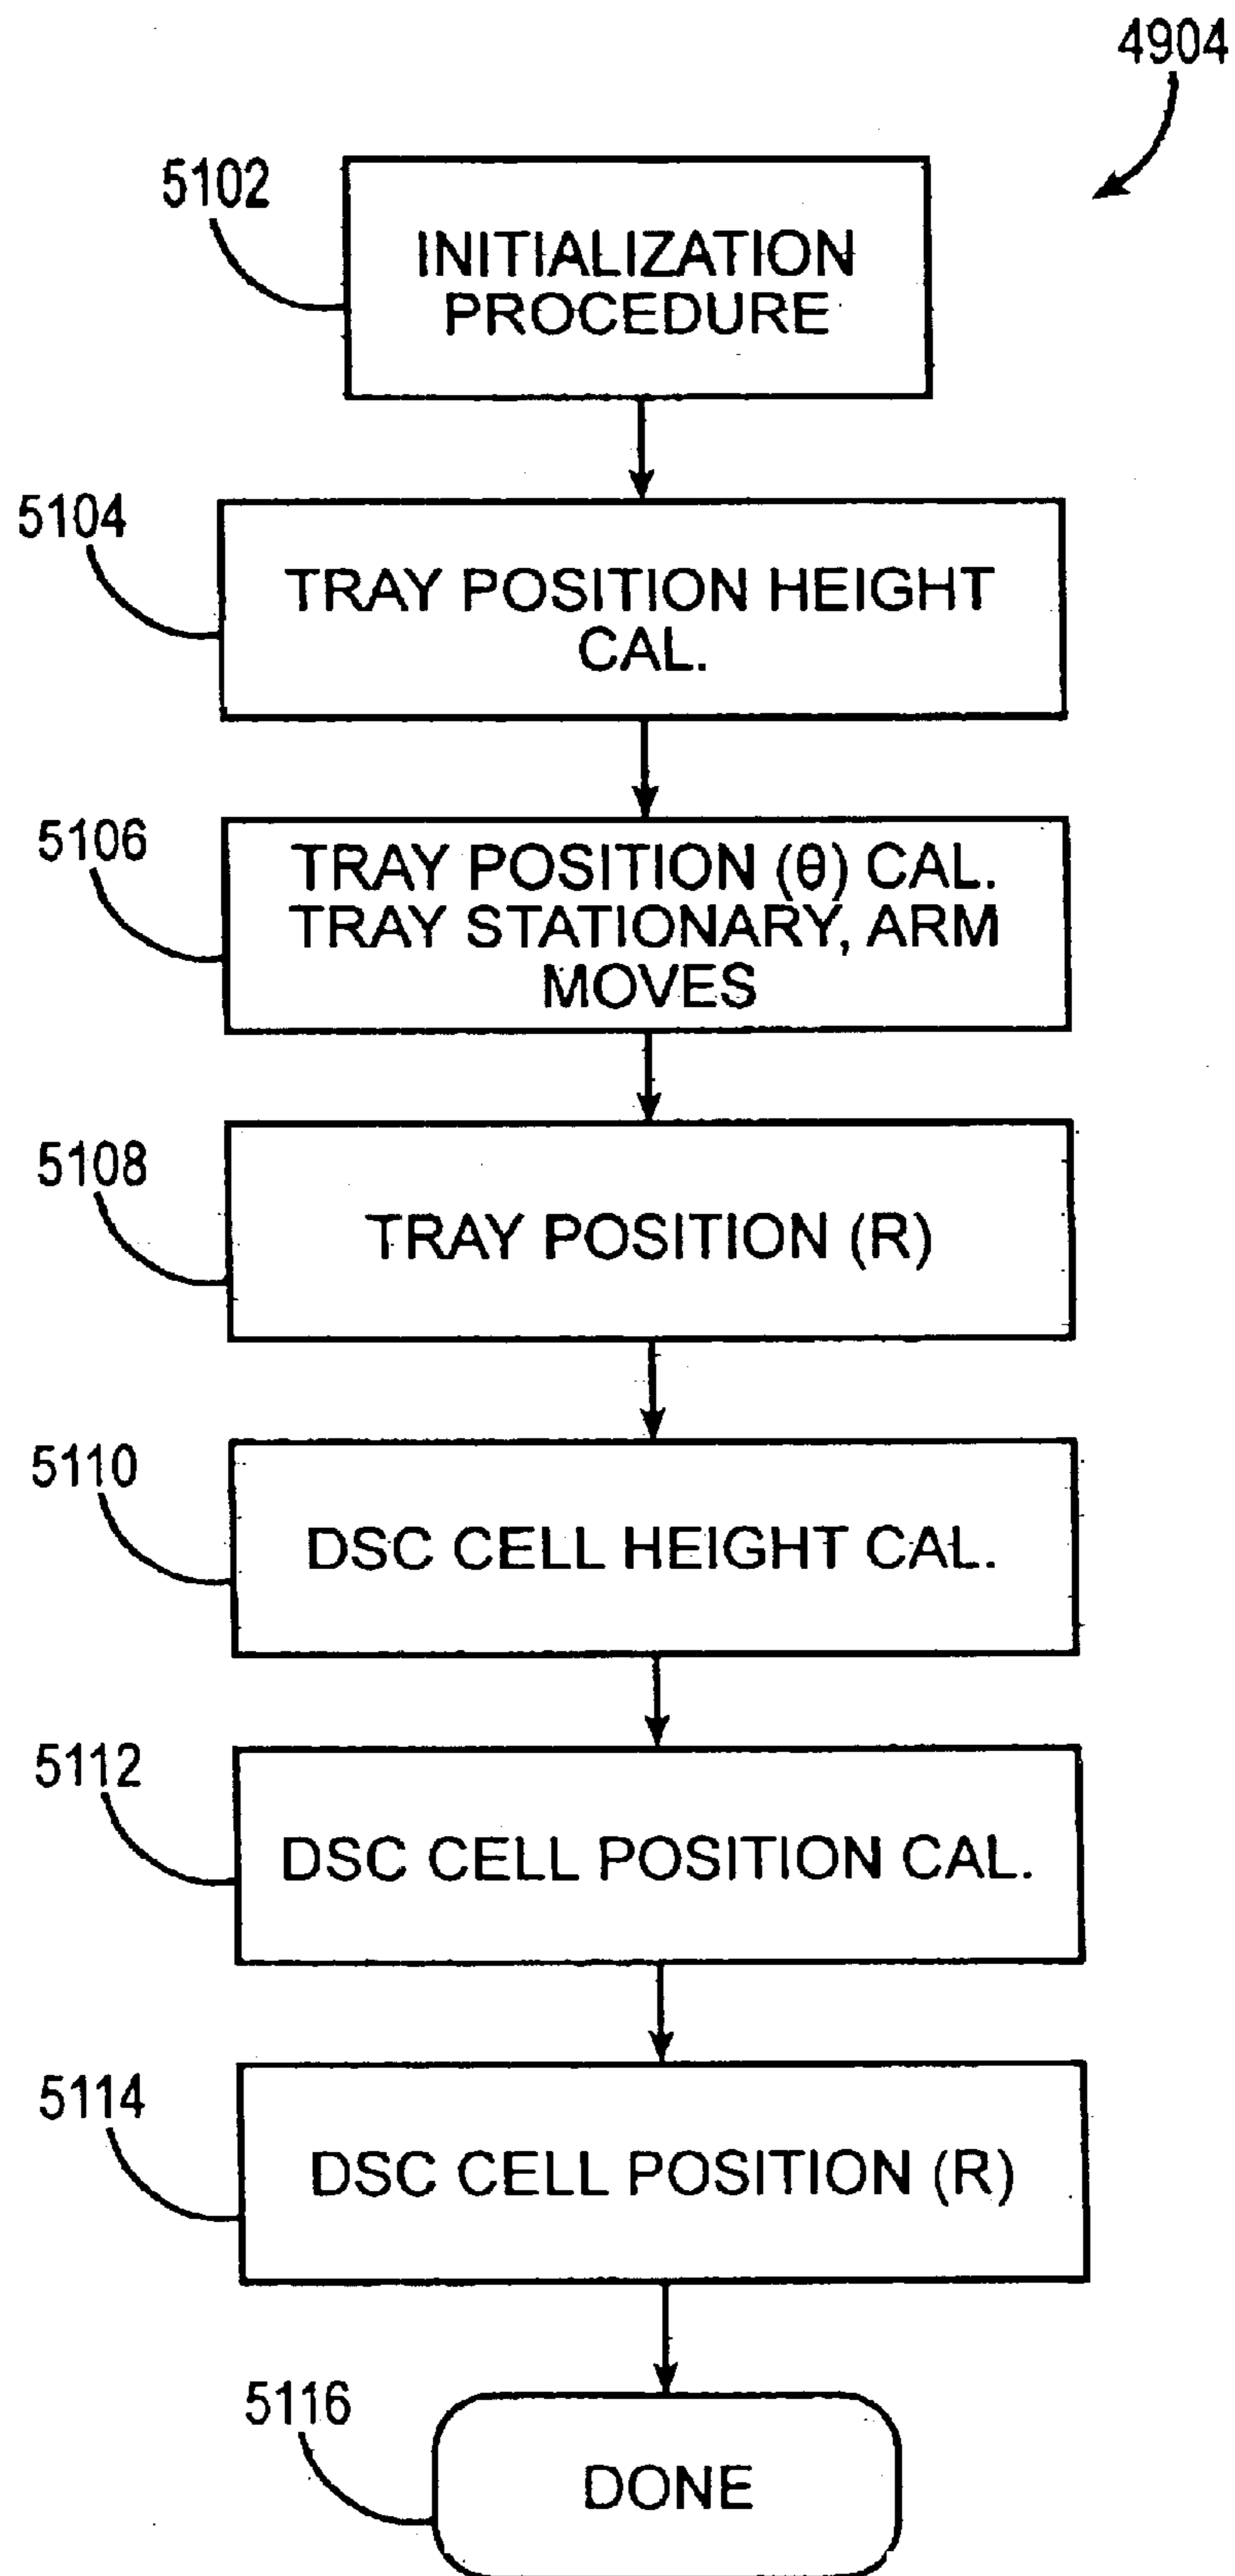 4904
5102
INITIALIZATION
PROCEDURE
5104
TRAY POSITION HEIGHT
CAL.
5106
TRAY POSITION (θ) CAL.
TRAY STATIONARY, ARM
MOVES
5108
TRAY POSITION (R)
5110
DSC CELL HEIGHT CAL.
5112
DSC CELL POSITION CAL.
5114
DSC CELL POSITION (R)
5116
DONE